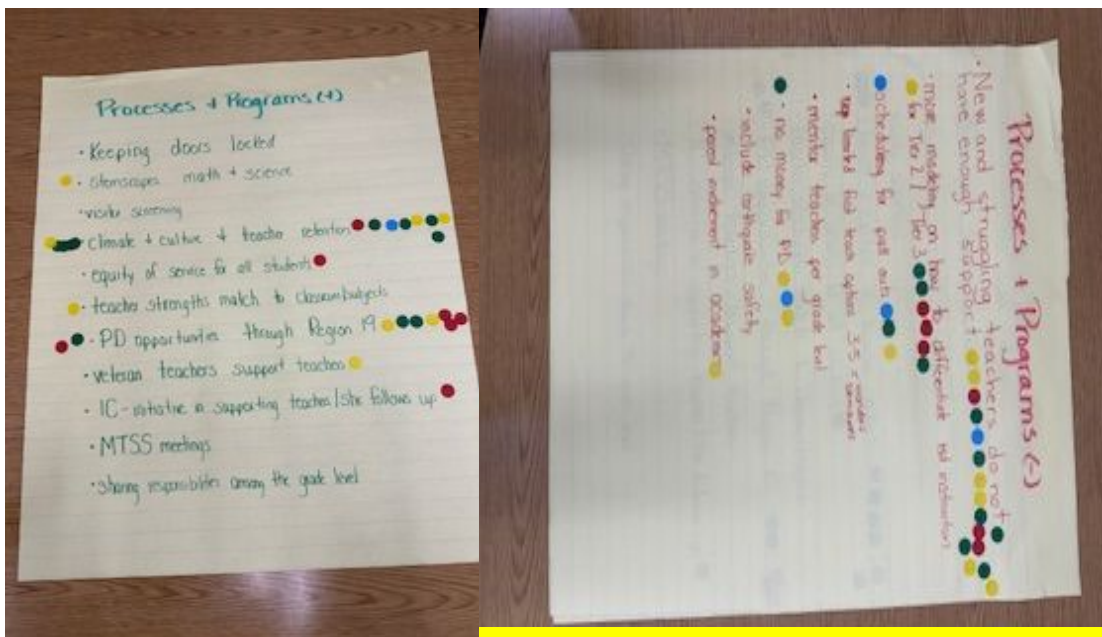 Processes + Programs (+)
• Keeping doors locked
• Stemscopes math + science
• visitor screening
climate + culture + teacher retention
• equity of service for all students
• teacher strengths match to classroom/subjects
• PD opportunities through Region 19
• veteran teachers support teachers
• IC-initiative in supporting teacher/she follows up
• MTSS meetings
• sharing responsibilities among the grade level
Processes + Programs (-)
• New and struggling teachers do not
have enough support
• more modeling on how to differentiate instruction
for Tier 2 / Tier 3
scheduling for pull outs
• limited fast teach options 3-5 =
• mentor teachers per grade level
• no money for PD
• include earthquake safety
• parent involvement in academics